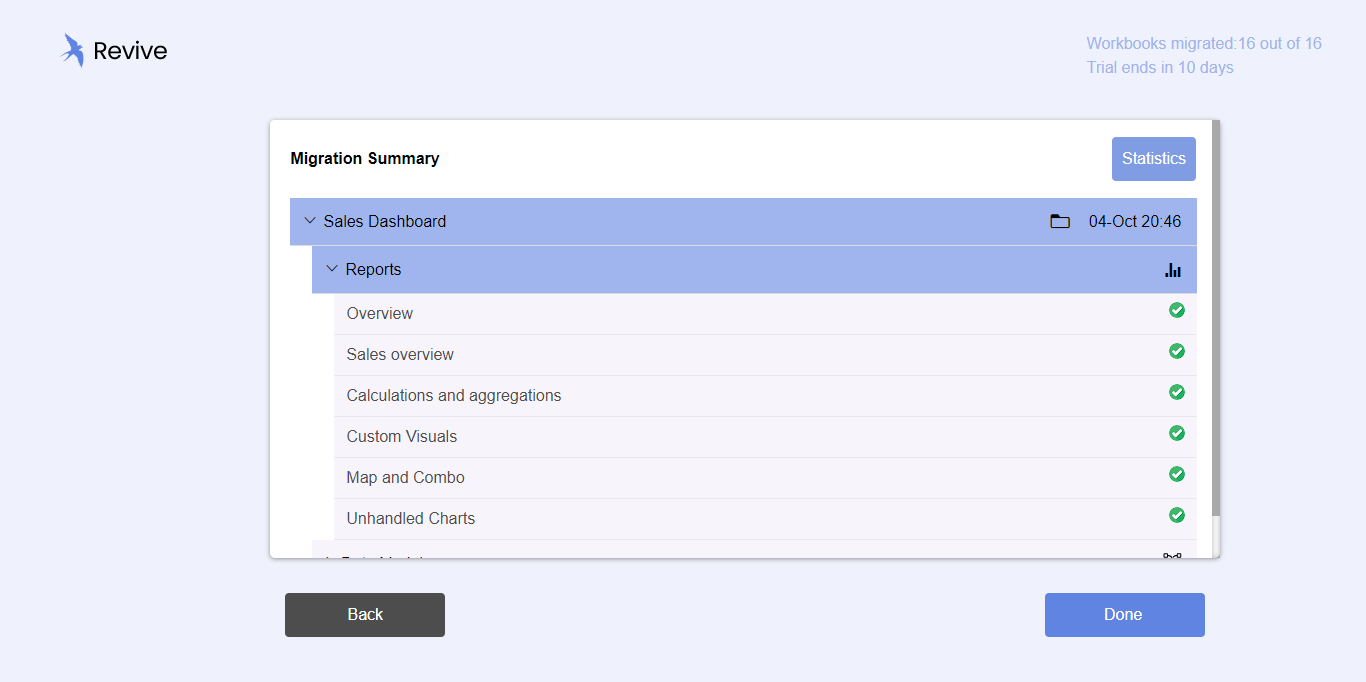 Revive
Workbooks migrated:16 out of 16
Trial ends in 10 days
Migration Summary
Statistics
Sales Dashboard
04-Oct 20:46
Reports
Overview
Sales overview
Calculations and aggregations
Custom Visuals
Map and Combo
Unhandled Charts
Back
Done